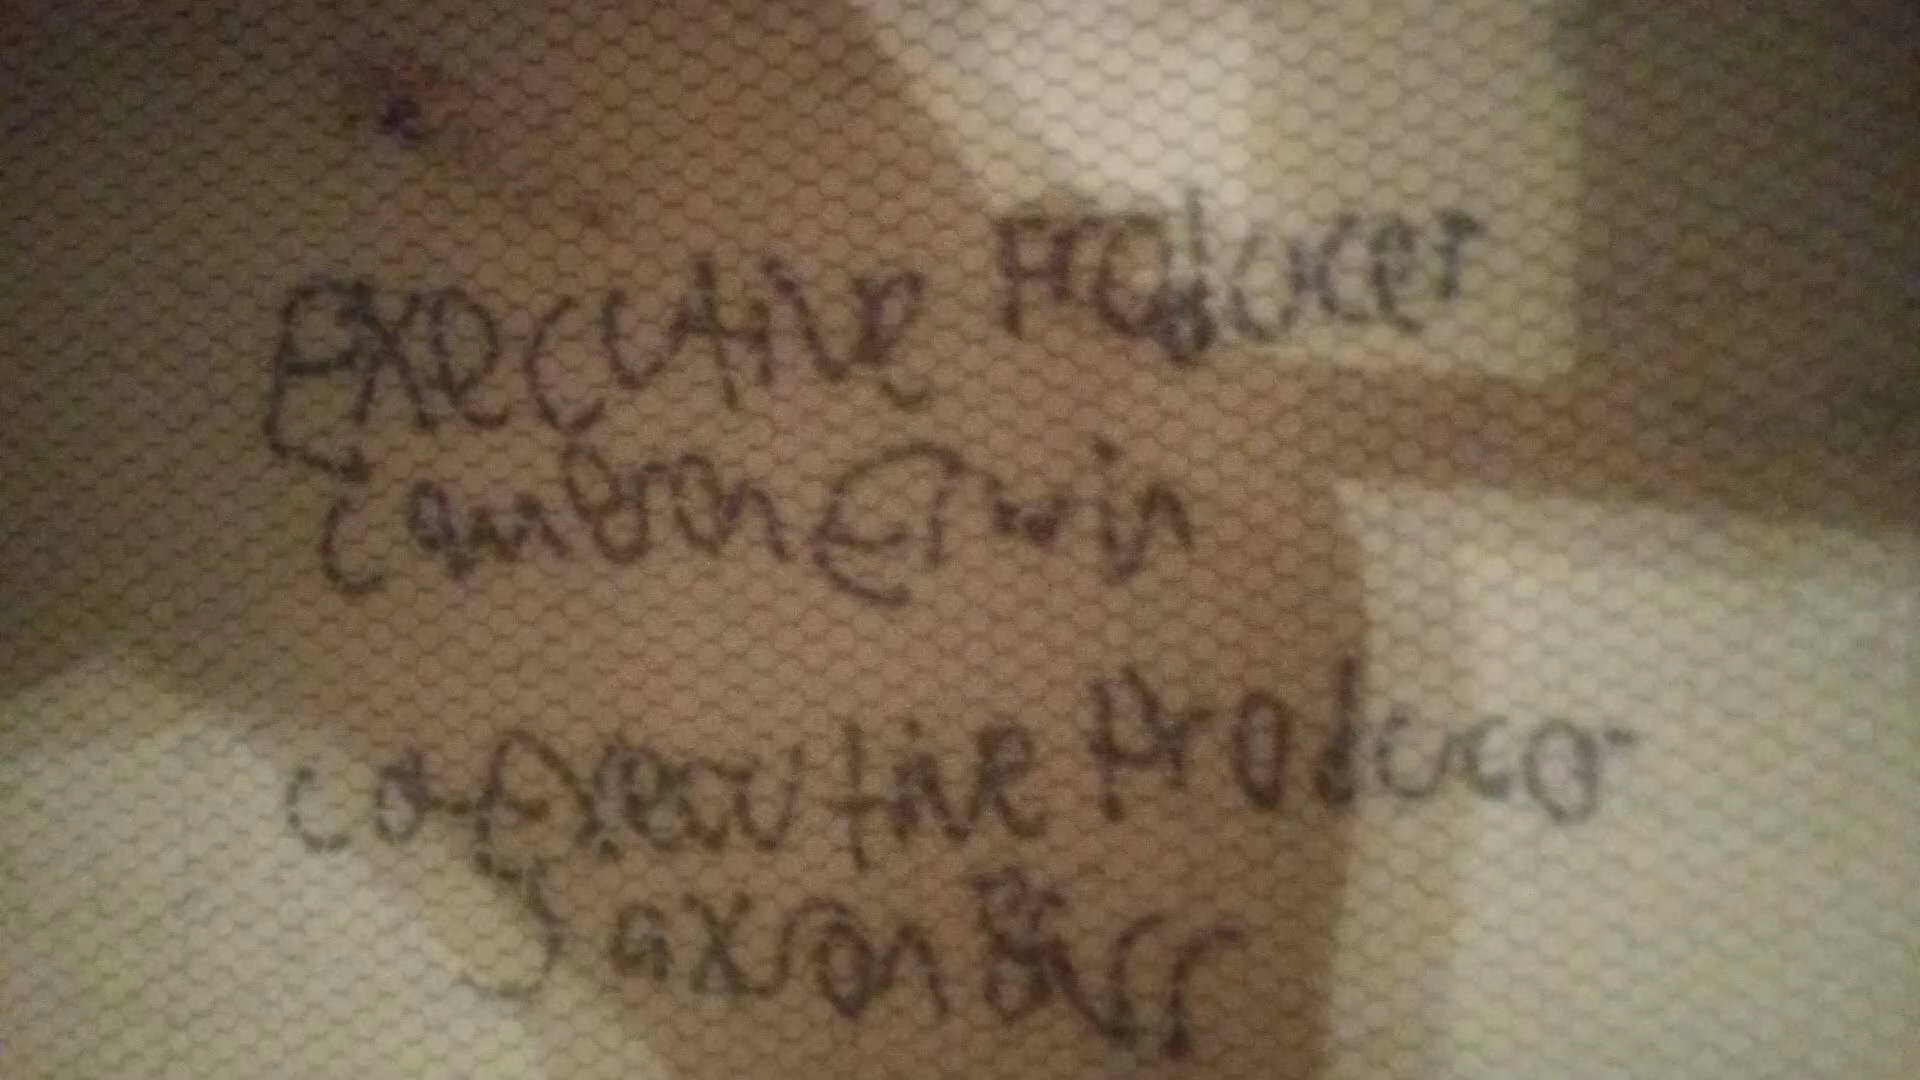 Executive Producer
Cameron Erwin
co-Executive Producer
Jaxson